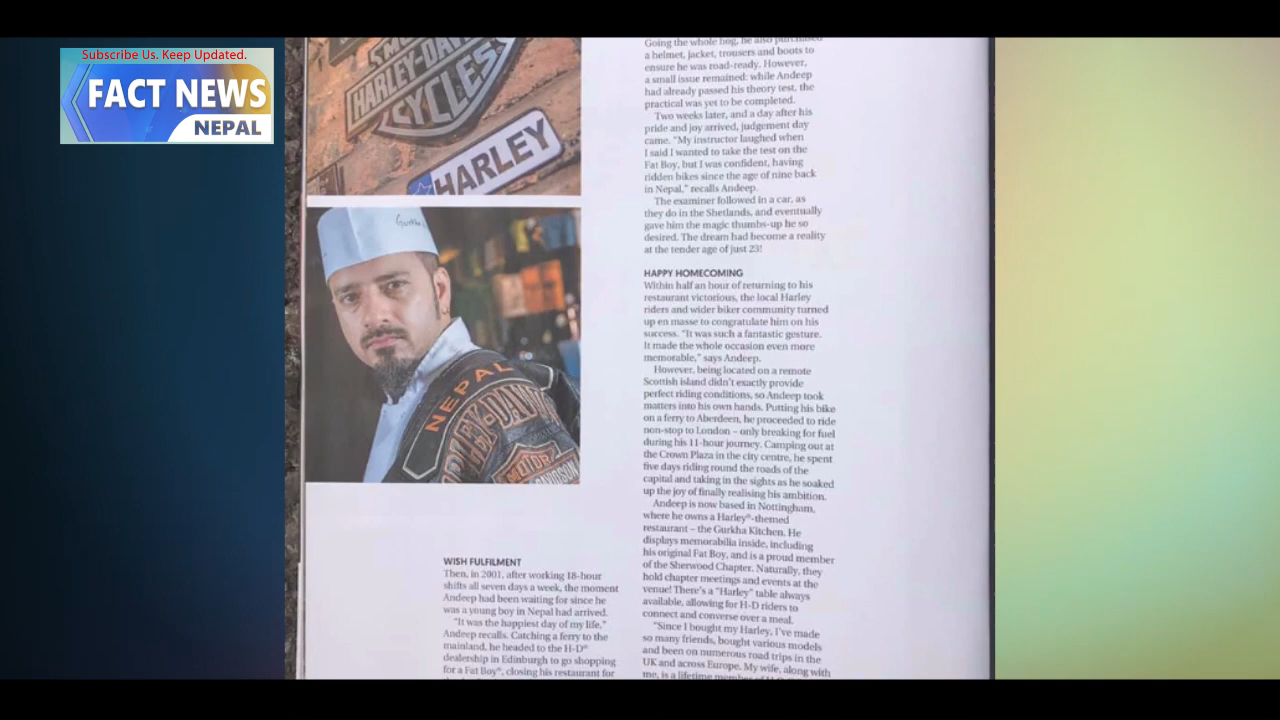 Subscribe Us. Keep Updated.
FACT NEWS
NEPAL
HARLEY-DAVIDSON
CYCLES
HARLEY
Gurkha
NEPAL
HARLEY-DAVIDSON
MOTOR
DAVIDSON
WISH FULFILMENT
Then, in 2001, after working 18-hour
shifts all seven days a week, the moment
Andeep had been waiting for since he
was a young boy in Nepal had arrived.
"It was the happiest day of my life,"
Andeep recalls. Catching a ferry to the
mainland, he headed to the H-D®
dealership in Edinburgh to go shopping
for a Fat Boy®, closing his restaurant for
Going the whole hog, he also purchased
a helmet, jacket, trousers and boots to
ensure he was road-ready. However,
a small issue remained: while Andeep
had already passed his theory test, the
practical was yet to be completed.
Two weeks later, and a day after his
pride and joy arrived, judgement day
came. "My instructor laughed when
I said I wanted to take the test on the
Fat Boy, but I was confident, having
ridden bikes since the age of nine back
in Nepal," recalls Andeep.
The examiner followed in a car, as
they do in the Shetlands, and eventually
gave him the magic thumbs-up he so
desired. The dream had become a reality
at the tender age of just 23!
HAPPY HOMECOMING
Within half an hour of returning to his
restaurant victorious, the local Harley
riders and wider biker community turned
up en masse to congratulate him on his
success. "It was such a fantastic gesture.
It made the whole occasion even more
memorable," says Andeep.
However, being located on a remote
Scottish island didn't exactly provide
perfect riding conditions, so Andeep took
matters into his own hands. Putting his bike
on a ferry to Aberdeen, he proceeded to ride
non-stop to London – only breaking for fuel
during his 11-hour journey. Camping out at
the Crown Plaza in the city centre, he spent
five days riding round the roads of the
capital and taking in the sights as he soaked
up the joy of finally realising his ambition.
Andeep is now based in Nottingham,
where he owns a Harley®-themed
restaurant – the Gurkha Kitchen. He
displays memorabilia inside, including
his original Fat Boy, and is a proud member
of the Sherwood Chapter. Naturally, they
hold chapter meetings and events at the
venue! There's a "Harley" table always
available, allowing for H-D riders to
connect and converse over a meal.
"Since I bought my Harley, I've made
so many friends, bought various models
and been on numerous road trips in the
UK and across Europe. My wife, along with
me, is a lifetime member of